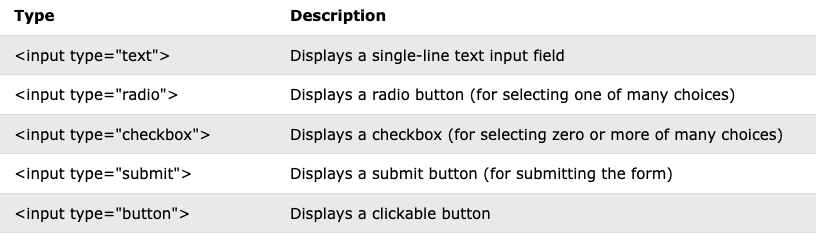 Type Description
<input type="text"> Displays a single-line text input field
<input type="radio"> Displays a radio button (for selecting one of many choices)
<input type="checkbox"> Displays a checkbox (for selecting zero or more of many choices)
<input type="submit"> Displays a submit button (for submitting the form)
<input type="button"> Displays a clickable button